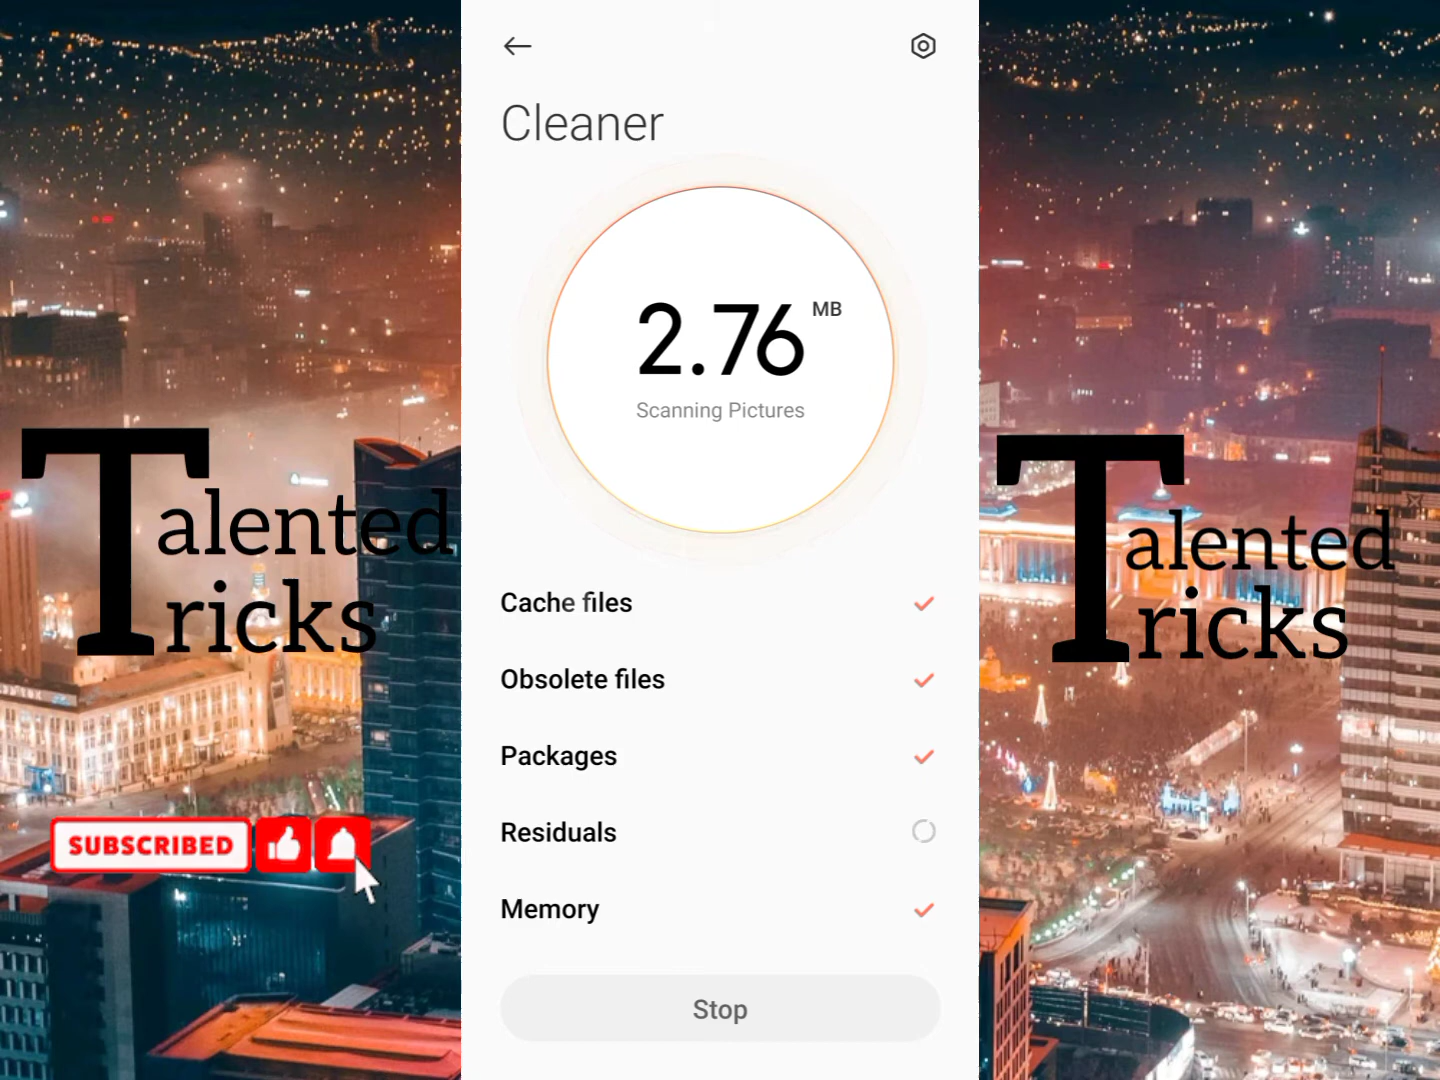 Cleaner
2.76 MB
Scanning Pictures
Cache files
Obsolete files
Packages
Residuals
Memory
Stop
Talented
Tricks
SUBSCRIBED
Talented
Tricks